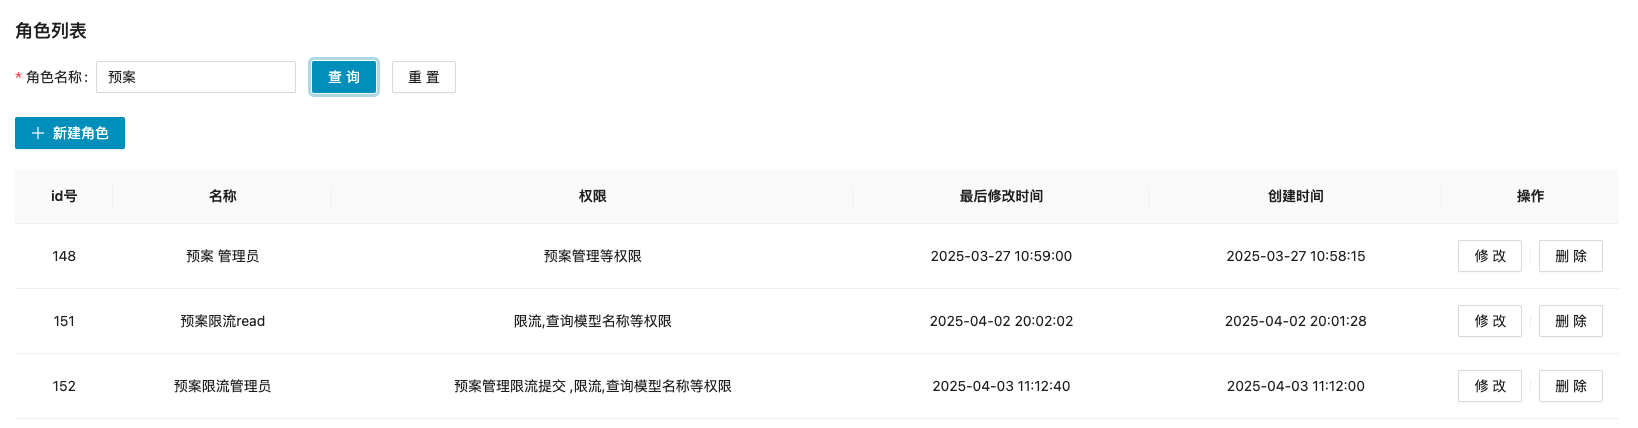 角色列表
* 角色名称: 预案 查 询 重 置
+ 新建角色
id号 名称 权限 最后修改时间 创建时间 操作
148 预案 管理员 预案管理等权限 2025-03-27 10:59:00 2025-03-27 10:58:15 修 改 删 除
151 预案限流read 限流,查询模型名称等权限 2025-04-02 20:02:02 2025-04-02 20:01:28 修 改 删 除
152 预案限流管理员 预案管理限流提交 ,限流,查询模型名称等权限 2025-04-03 11:12:40 2025-04-03 11:12:00 修 改 删 除